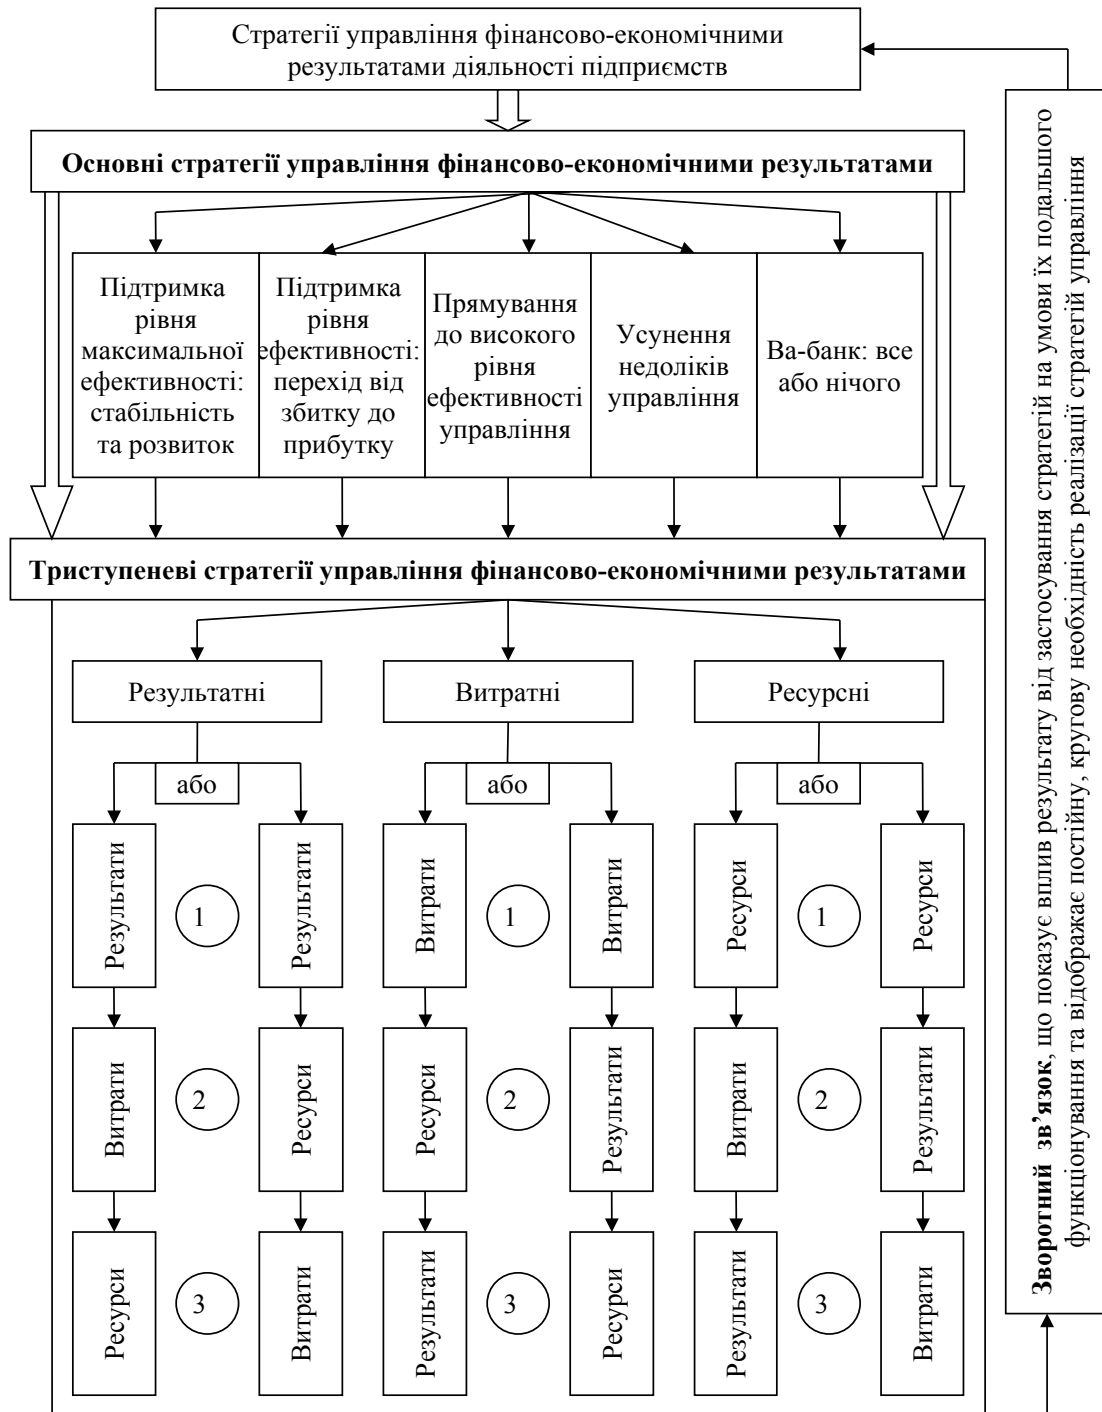 Стратегії управління фінансово-економічними
результатами діяльності підприємств
Основні стратегії управління фінансово-економічними результатами
Підтримка
рівня
максимальної
ефективності:
стабільність
та розвиток
Підтримка
рівня
ефективності:
перехід від
збитку до
прибутку
Прямування
до високого
рівня
ефективності
управління
Усунення
недоліків
управління
Ва-банк: все
або нічого
Триступеневі стратегії управління фінансово-економічними результатами
Результатні
Витратні
Ресурсні
або
або
або
Результати
1
Результати
Витрати
1
Витрати
Ресурси
1
Ресурси
Витрати
2
Ресурси
Ресурси
2
Результати
Витрати
2
Результати
Ресурси
3
Витрати
Результати
3
Ресурси
Результати
3
Витрати
Зворотний зв’язок, що показує вплив результату від застосування стратегій на умови їх подальшого
функціонування та відображає постійну, кругову необхідність реалізації стратегій управління